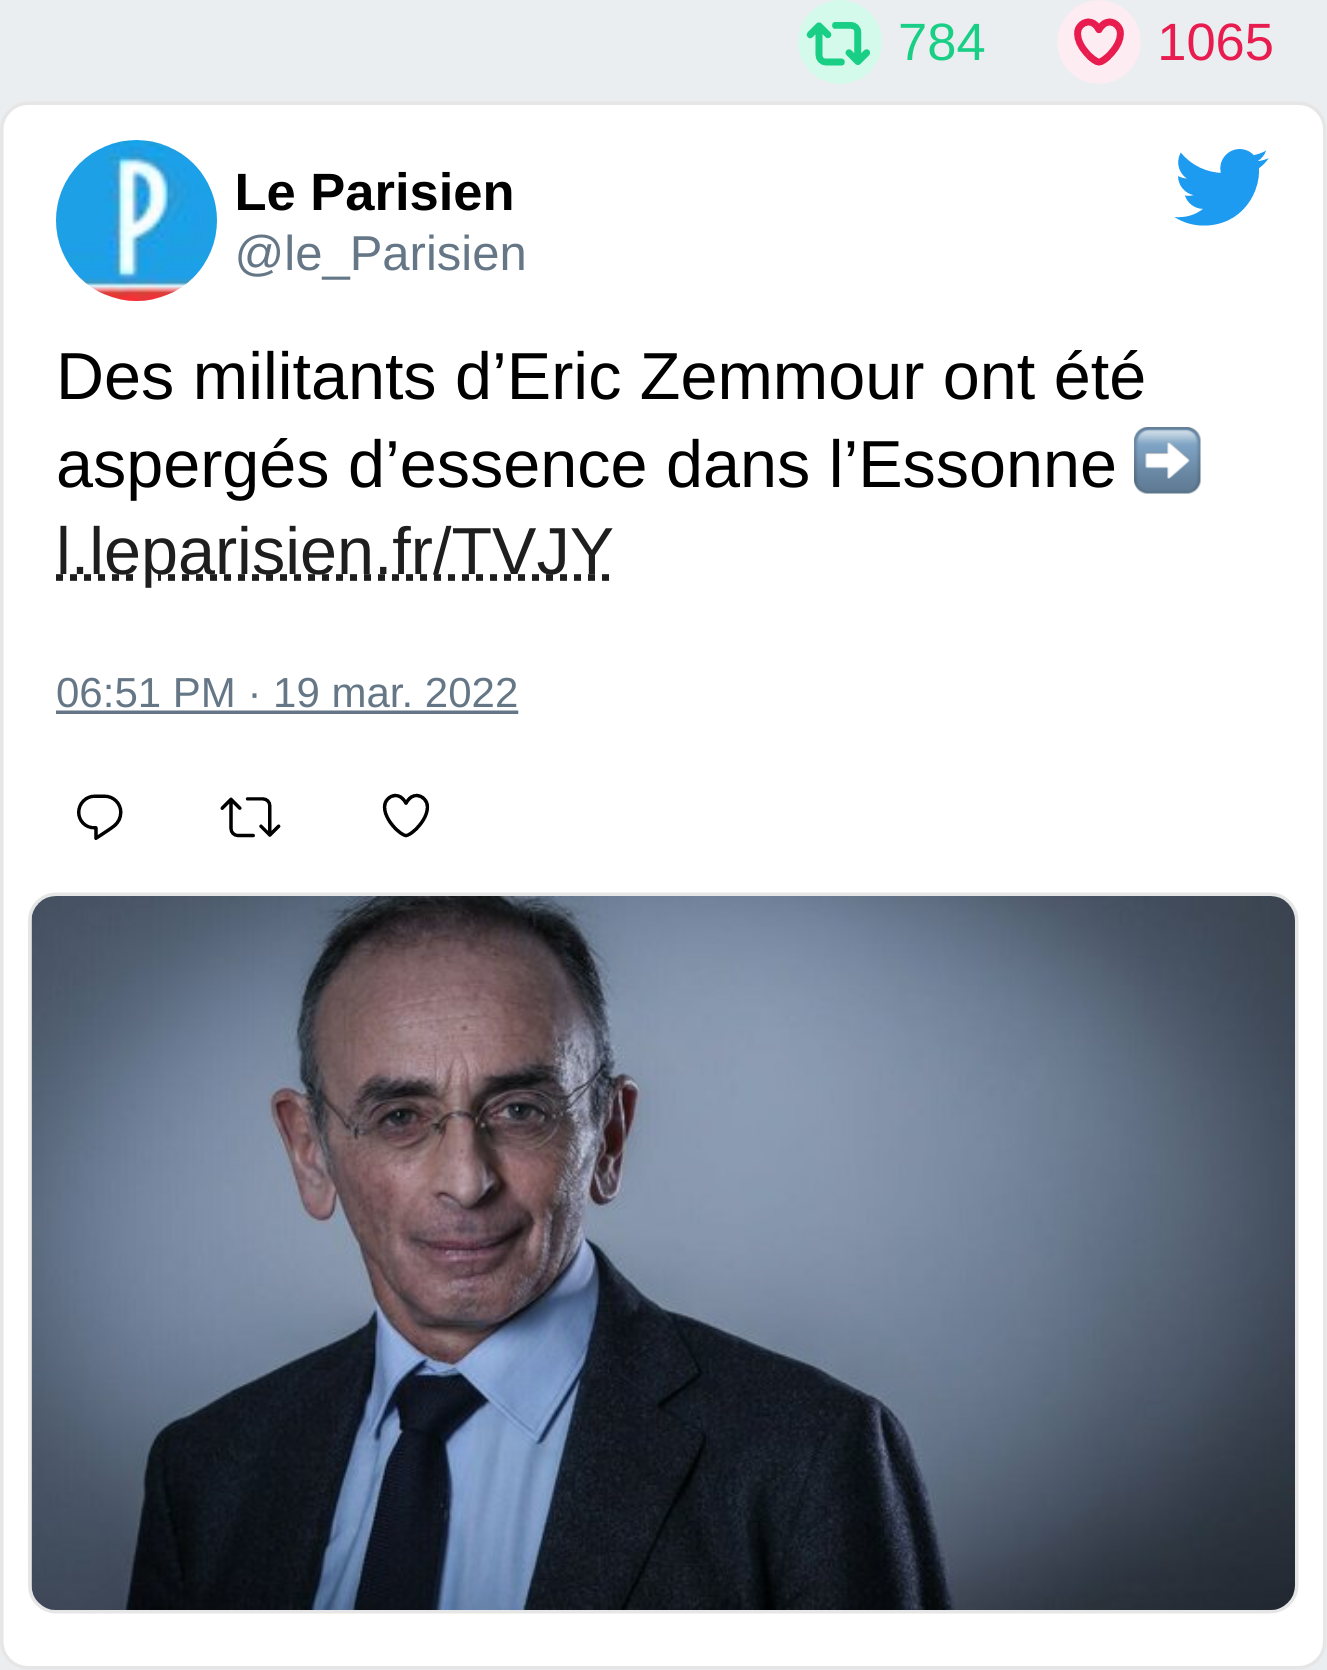 784 1065
Le Parisien
@le_Parisien
Des militants d’Eric Zemmour ont été
aspergés d’essence dans l’Essonne ➡️
l.leparisien.fr/TVJY
06:51 PM · 19 mar. 2022